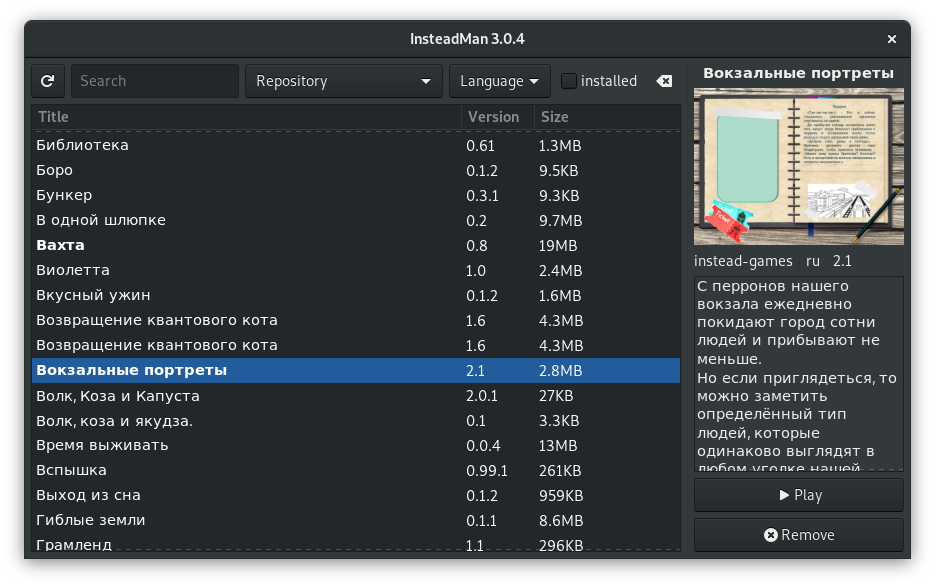 InsteadMan 3.0.4
Search
Repository
Language
installed
Title Version Size
Библиотека 0.61 1.3MB
Боро 0.1.2 9.5KB
Бункер 0.3.1 9.3KB
В одной шлюпке 0.2 9.7MB
Вахта 0.8 19MB
Виолетта 1.0 2.4MB
Вкусный ужин 0.1.2 1.6MB
Возвращение квантового кота 1.6 4.3MB
Возвращение квантового кота 1.6 4.3MB
Вокзальные портреты 2.1 2.8MB
Волк, Коза и Капуста 2.0.1 27KB
Волк, коза и якудза. 0.1 3.3KB
Время выживать 0.0.4 13MB
Вспышка 0.99.1 261KB
Выход из сна 0.1.2 959KB
Гиблые земли 0.1.1 8.6MB
Грамленд 1.1 296KB
Вокзальные портреты
Ticket
instead-games ru 2.1
С перронов нашего
вокзала ежедневно
покидают город сотни
людей и прибывают не
меньше.
Но если приглядеться, то
можно заметить
определённый тип
людей, которые
одинаково выглядят в
любом уголке нашей
Play
Remove